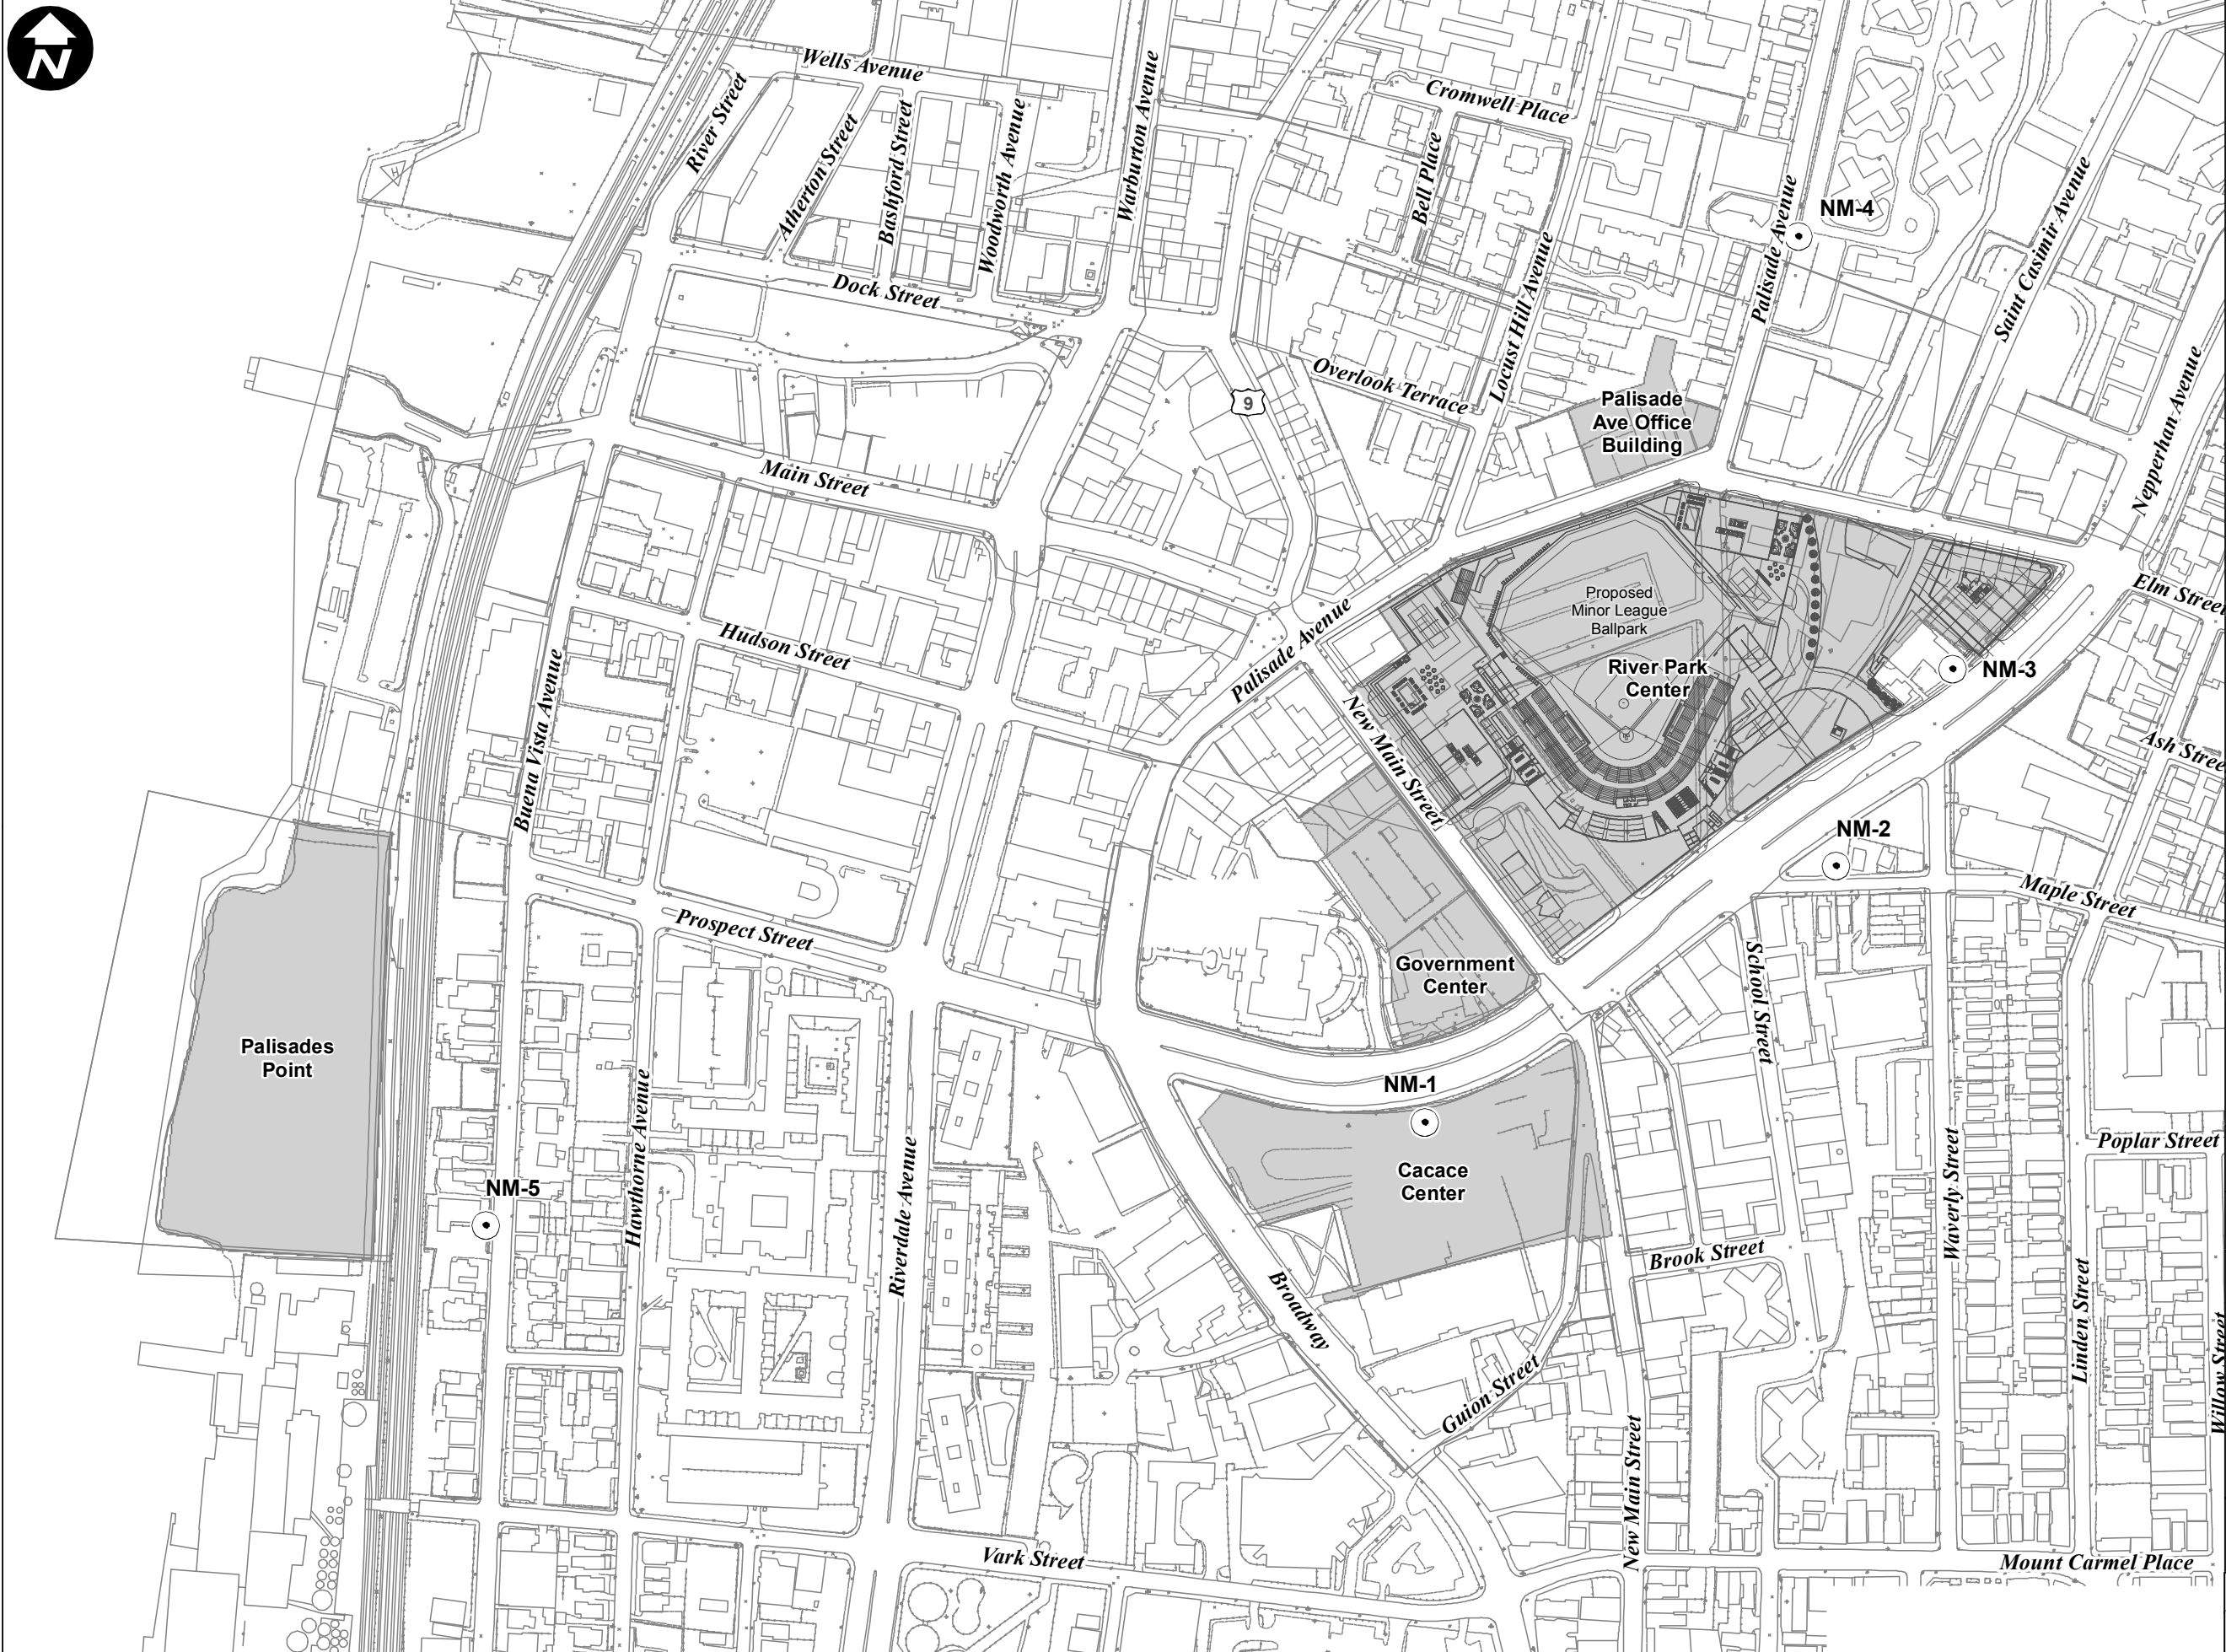 N
Wells Avenue
River Street
Atherton Street
Bashford Street
Woodworth Avenue
Warburton Avenue
Cromwell Place
Bell Place
Locust Hill Avenue
Palisade Avenue
NM-4
Saint Casimir Avenue
Nepperhan Avenue
H
Dock Street
9
Overlook Terrace
Palisade
Ave Office
Building
Main Street
Elm Street
Proposed
Minor League
Ballpark
River Park
Center
NM-3
Hudson Street
Palisade Avenue
New Main Street
Buena Vista Avenue
Ash Stree
NM-2
Maple Street
Prospect Street
School Street
Government
Center
Palisades
Point
NM-1
Cacace
Center
Hawthorne Avenue
NM-5
Riverdale Avenue
Poplar Street
Waverly Street
Brook Street
Broadway
Linden Street
Willow Street
Guion Street
New Main Street
Vark Street
Mount Carmel Place